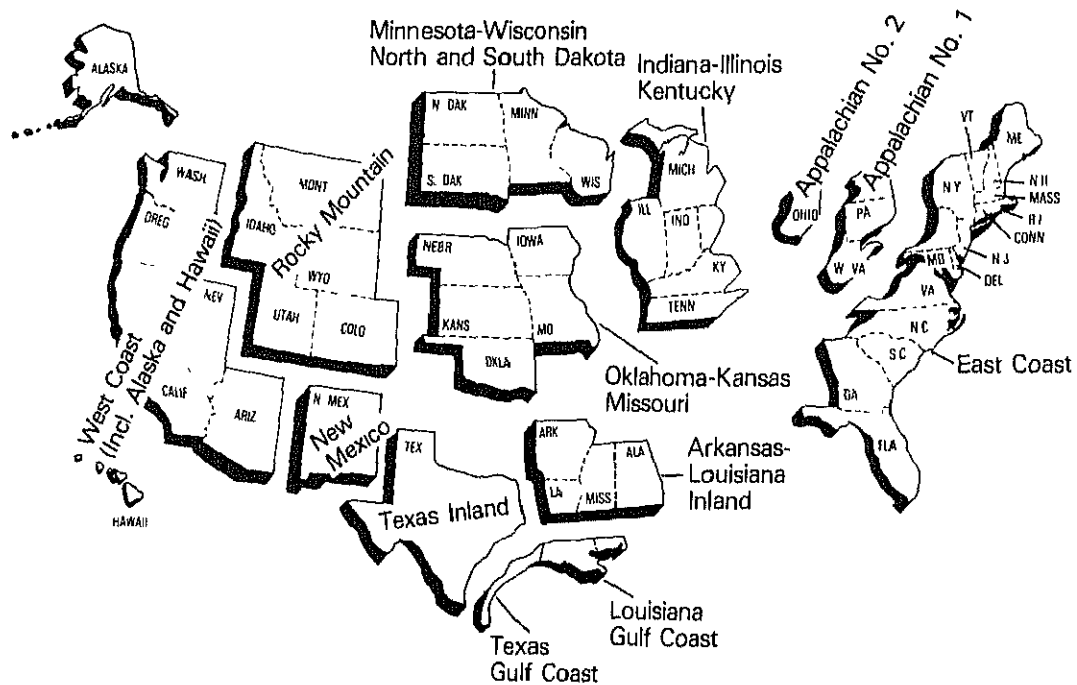 Minnesota-Wisconsin
North and South Dakota
Indiana-Illinois
Kentucky
Appalachian No. 2
Appalachian No. 1
ALASKA
WASH
OREG
NEV
CALIF
ARIZ
West Coast
(Incl. Alaska and Hawaii)
HAWAII
MONT
IDAHO
Rocky Mountain
WYO
UTAH
COLO
N MEX
New
Mexico
N DAK
MINN
S. DAK
WIS
NEBR
IOWA
KANS
MO
OKLA
Oklahoma-Kansas
Missouri
MICH
ILL
IND
KY
TENN
TEX
Texas Inland
ARK
ALA
LA
MISS
Arkansas-
Louisiana
Inland
Louisiana
Gulf Coast
Texas
Gulf Coast
OHIO
PA
W VA
VT
ME
NY
N H
MASS
R I
CONN
N J
DEL
MD
VA
N C
S C
East Coast
GA
FLA